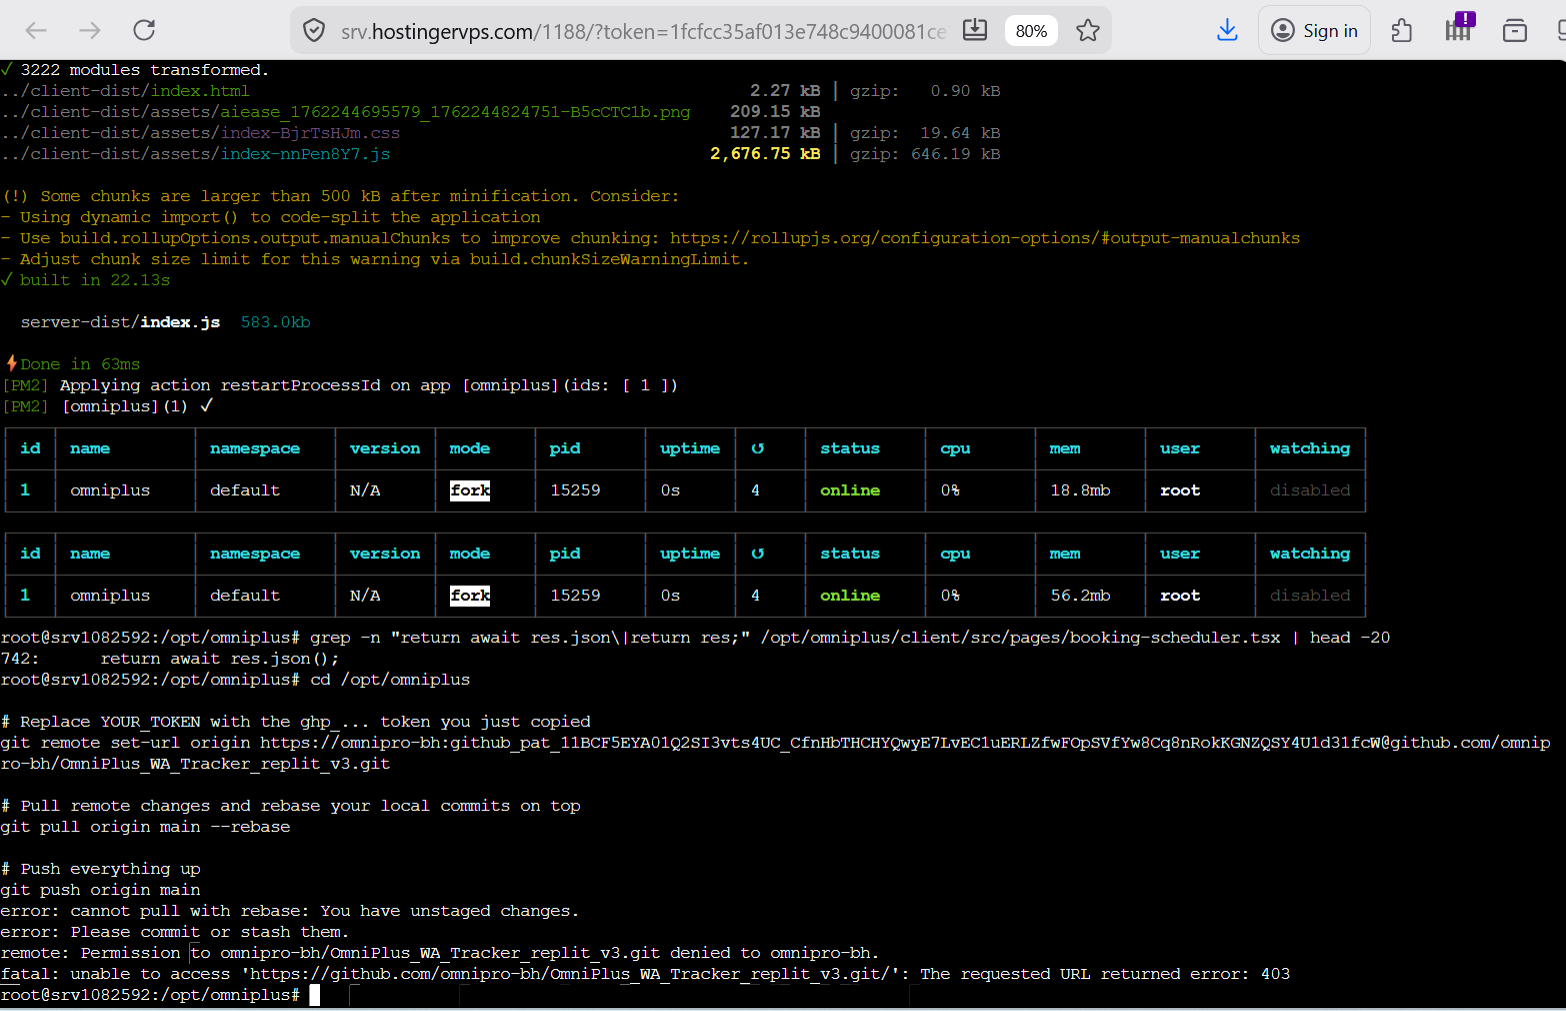 srv.hostingervps.com/1188/?token=1fcfcc35af013e748c9400081ce
80%
Sign in
✓ 3222 modules transformed.
../client-dist/index.html 2.27 kB │ gzip: 0.90 kB
../client-dist/assets/aiease_1762244695579_1762244824751-B5cCTC1b.png 209.15 kB
../client-dist/assets/index-BjrTsHJm.css 127.17 kB │ gzip: 19.64 kB
../client-dist/assets/index-nnPen8Y7.js 2,676.75 kB │ gzip: 646.19 kB
(!) Some chunks are larger than 500 kB after minification. Consider:
- Using dynamic import() to code-split the application
- Use build.rollupOptions.output.manualChunks to improve chunking: https://rollupjs.org/configuration-options/#output-manualchunks
- Adjust chunk size limit for this warning via build.chunkSizeWarningLimit.
✓ built in 22.13s
server-dist/index.js 583.0kb
⚡Done in 63ms
[PM2] Applying action restartProcessId on app [omniplus](ids: [ 1 ])
[PM2] [omniplus](1) ✓
id name namespace version mode pid uptime ↺ status cpu mem user watching
1 omniplus default N/A fork 15259 0s 4 online 0% 18.8mb root disabled
id name namespace version mode pid uptime ↺ status cpu mem user watching
1 omniplus default N/A fork 15259 0s 4 online 0% 56.2mb root disabled
root@srv1082592:/opt/omniplus# grep -n "return await res.json\|return res;" /opt/omniplus/client/src/pages/booking-scheduler.tsx | head -20
742: return await res.json();
root@srv1082592:/opt/omniplus# cd /opt/omniplus
# Replace YOUR_TOKEN with the ghp_... token you just copied
git remote set-url origin https://omnipro-bh: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@github.com/omnip
ro-bh/OmniPlus_WA_Tracker_replit_v3.git
# Pull remote changes and rebase your local commits on top
git pull origin main --rebase
# Push everything up
git push origin main
error: cannot pull with rebase: You have unstaged changes.
error: Please commit or stash them.
remote: Permission to omnipro-bh/OmniPlus_WA_Tracker_replit_v3.git denied to omnipro-bh.
fatal: unable to access 'https://github.com/omnipro-bh/OmniPlus_WA_Tracker_replit_v3.git/': The requested URL returned error: 403
root@srv1082592:/opt/omniplus#